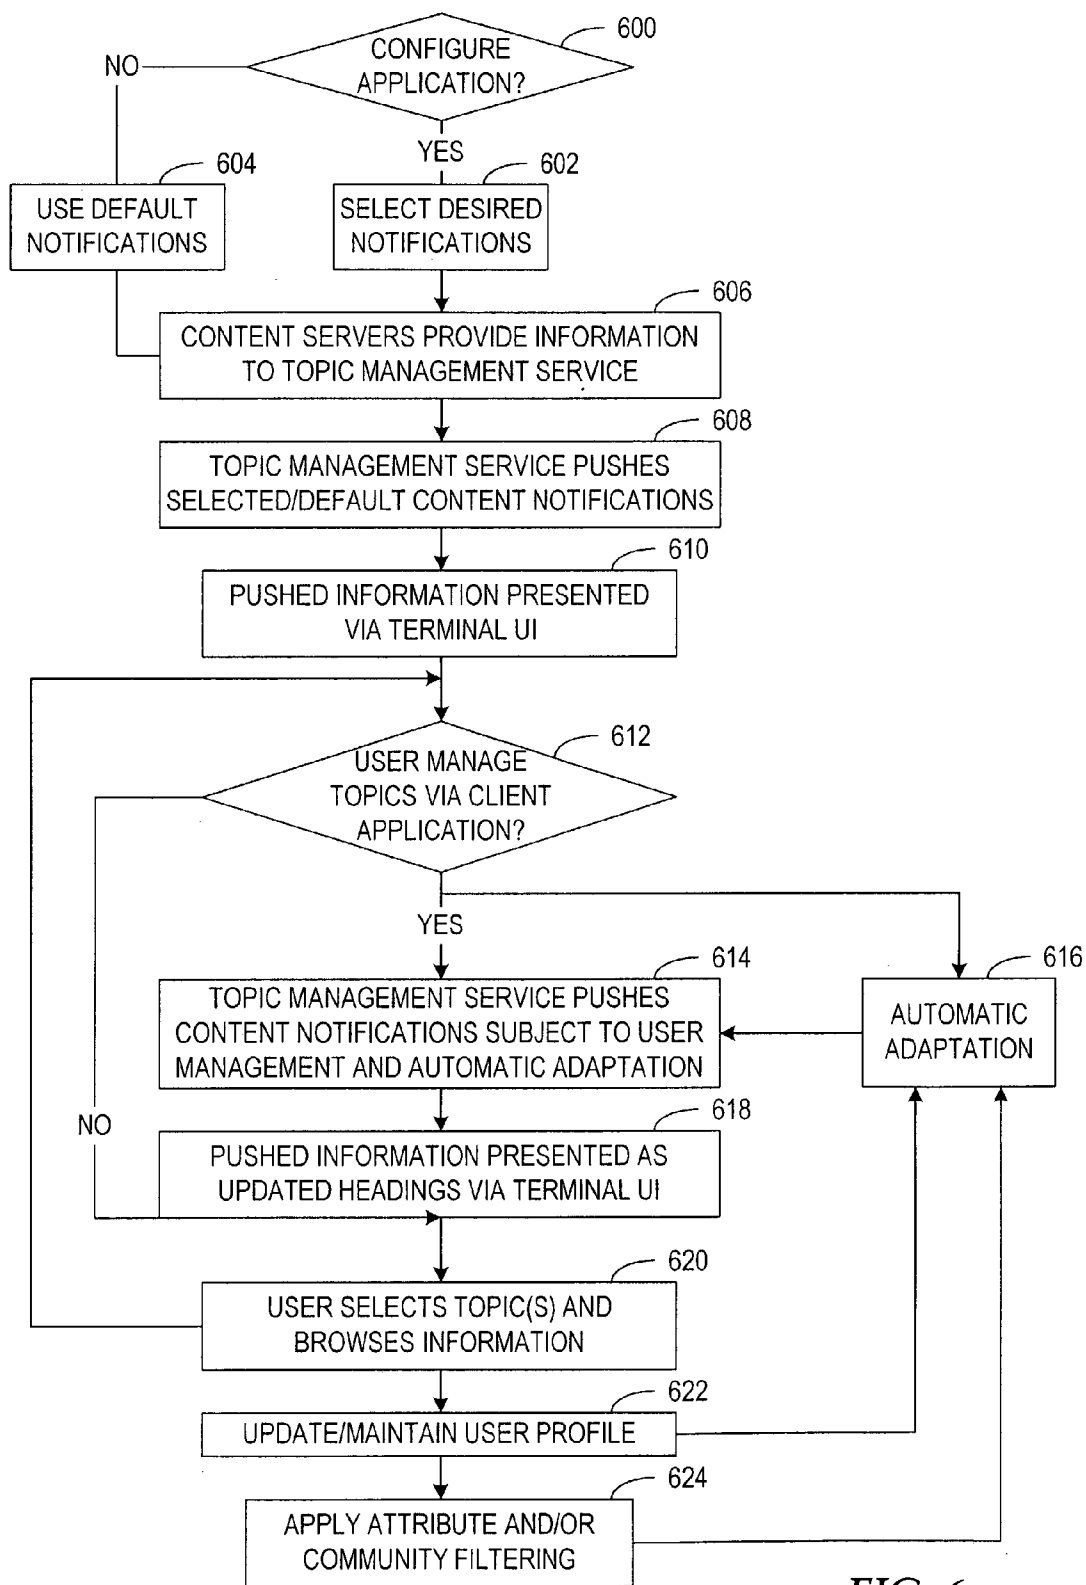 600
CONFIGURE
APPLICATION?
NO
YES
604
602
USE DEFAULT
NOTIFICATIONS
SELECT DESIRED
NOTIFICATIONS
606
CONTENT SERVERS PROVIDE INFORMATION
TO TOPIC MANAGEMENT SERVICE
608
TOPIC MANAGEMENT SERVICE PUSHES
SELECTED/DEFAULT CONTENT NOTIFICATIONS
610
PUSHED INFORMATION PRESENTED
VIA TERMINAL UI
612
USER MANAGE
TOPICS VIA CLIENT
APPLICATION?
YES
614
616
TOPIC MANAGEMENT SERVICE PUSHES
CONTENT NOTIFICATIONS SUBJECT TO USER
MANAGEMENT AND AUTOMATIC ADAPTATION
AUTOMATIC
ADAPTATION
NO
618
PUSHED INFORMATION PRESENTED AS
UPDATED HEADINGS VIA TERMINAL UI
620
USER SELECTS TOPIC(S) AND
BROWSES INFORMATION
622
UPDATE/MAINTAIN USER PROFILE
624
APPLY ATTRIBUTE AND/OR
COMMUNITY FILTERING
FIG. 6